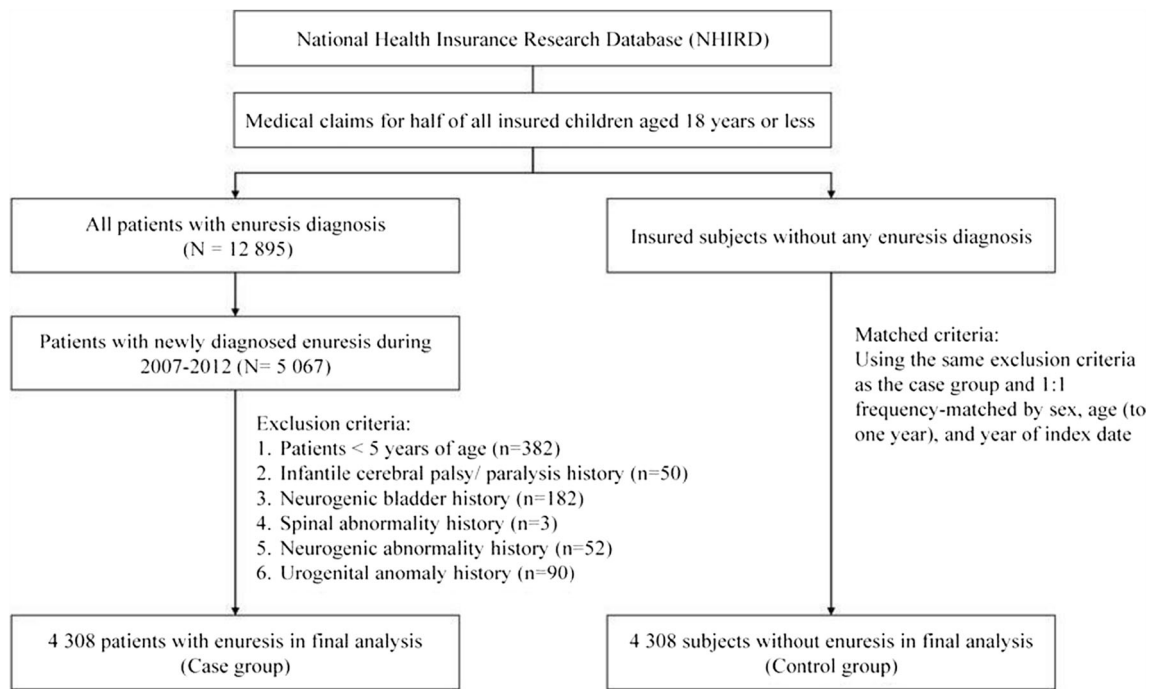 National Health Insurance Research Database (NHIRD)
Medical claims for half of all insured children aged 18 years or less
All patients with enuresis diagnosis
(N = 12 895)
Insured subjects without any enuresis diagnosis
Patients with newly diagnosed enuresis during
2007-2012 (N= 5 067)
Matched criteria:
Using the same exclusion criteria
as the case group and 1:1
frequency-matched by sex, age (to
one year), and year of index date
Exclusion criteria:
1. Patients < 5 years of age (n=382)
2. Infantile cerebral palsy/ paralysis history (n=50)
3. Neurogenic bladder history (n=182)
4. Spinal abnormality history (n=3)
5. Neurogenic abnormality history (n=52)
6. Urogenital anomaly history (n=90)
4 308 patients with enuresis in final analysis
(Case group)
4 308 subjects without enuresis in final analysis
(Control group)